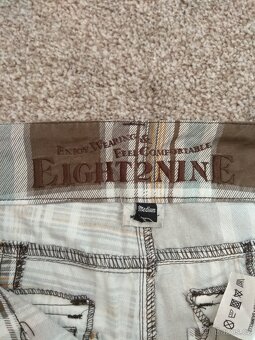 ENJOY WEARING &
FEEL COMFORTABLE
EIGHT2NINE
Medium